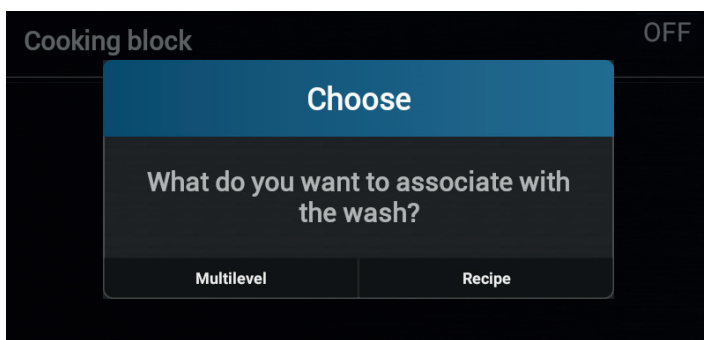 Cooking block
OFF
Choose
What do you want to associate with
the wash?
Multilevel
Recipe